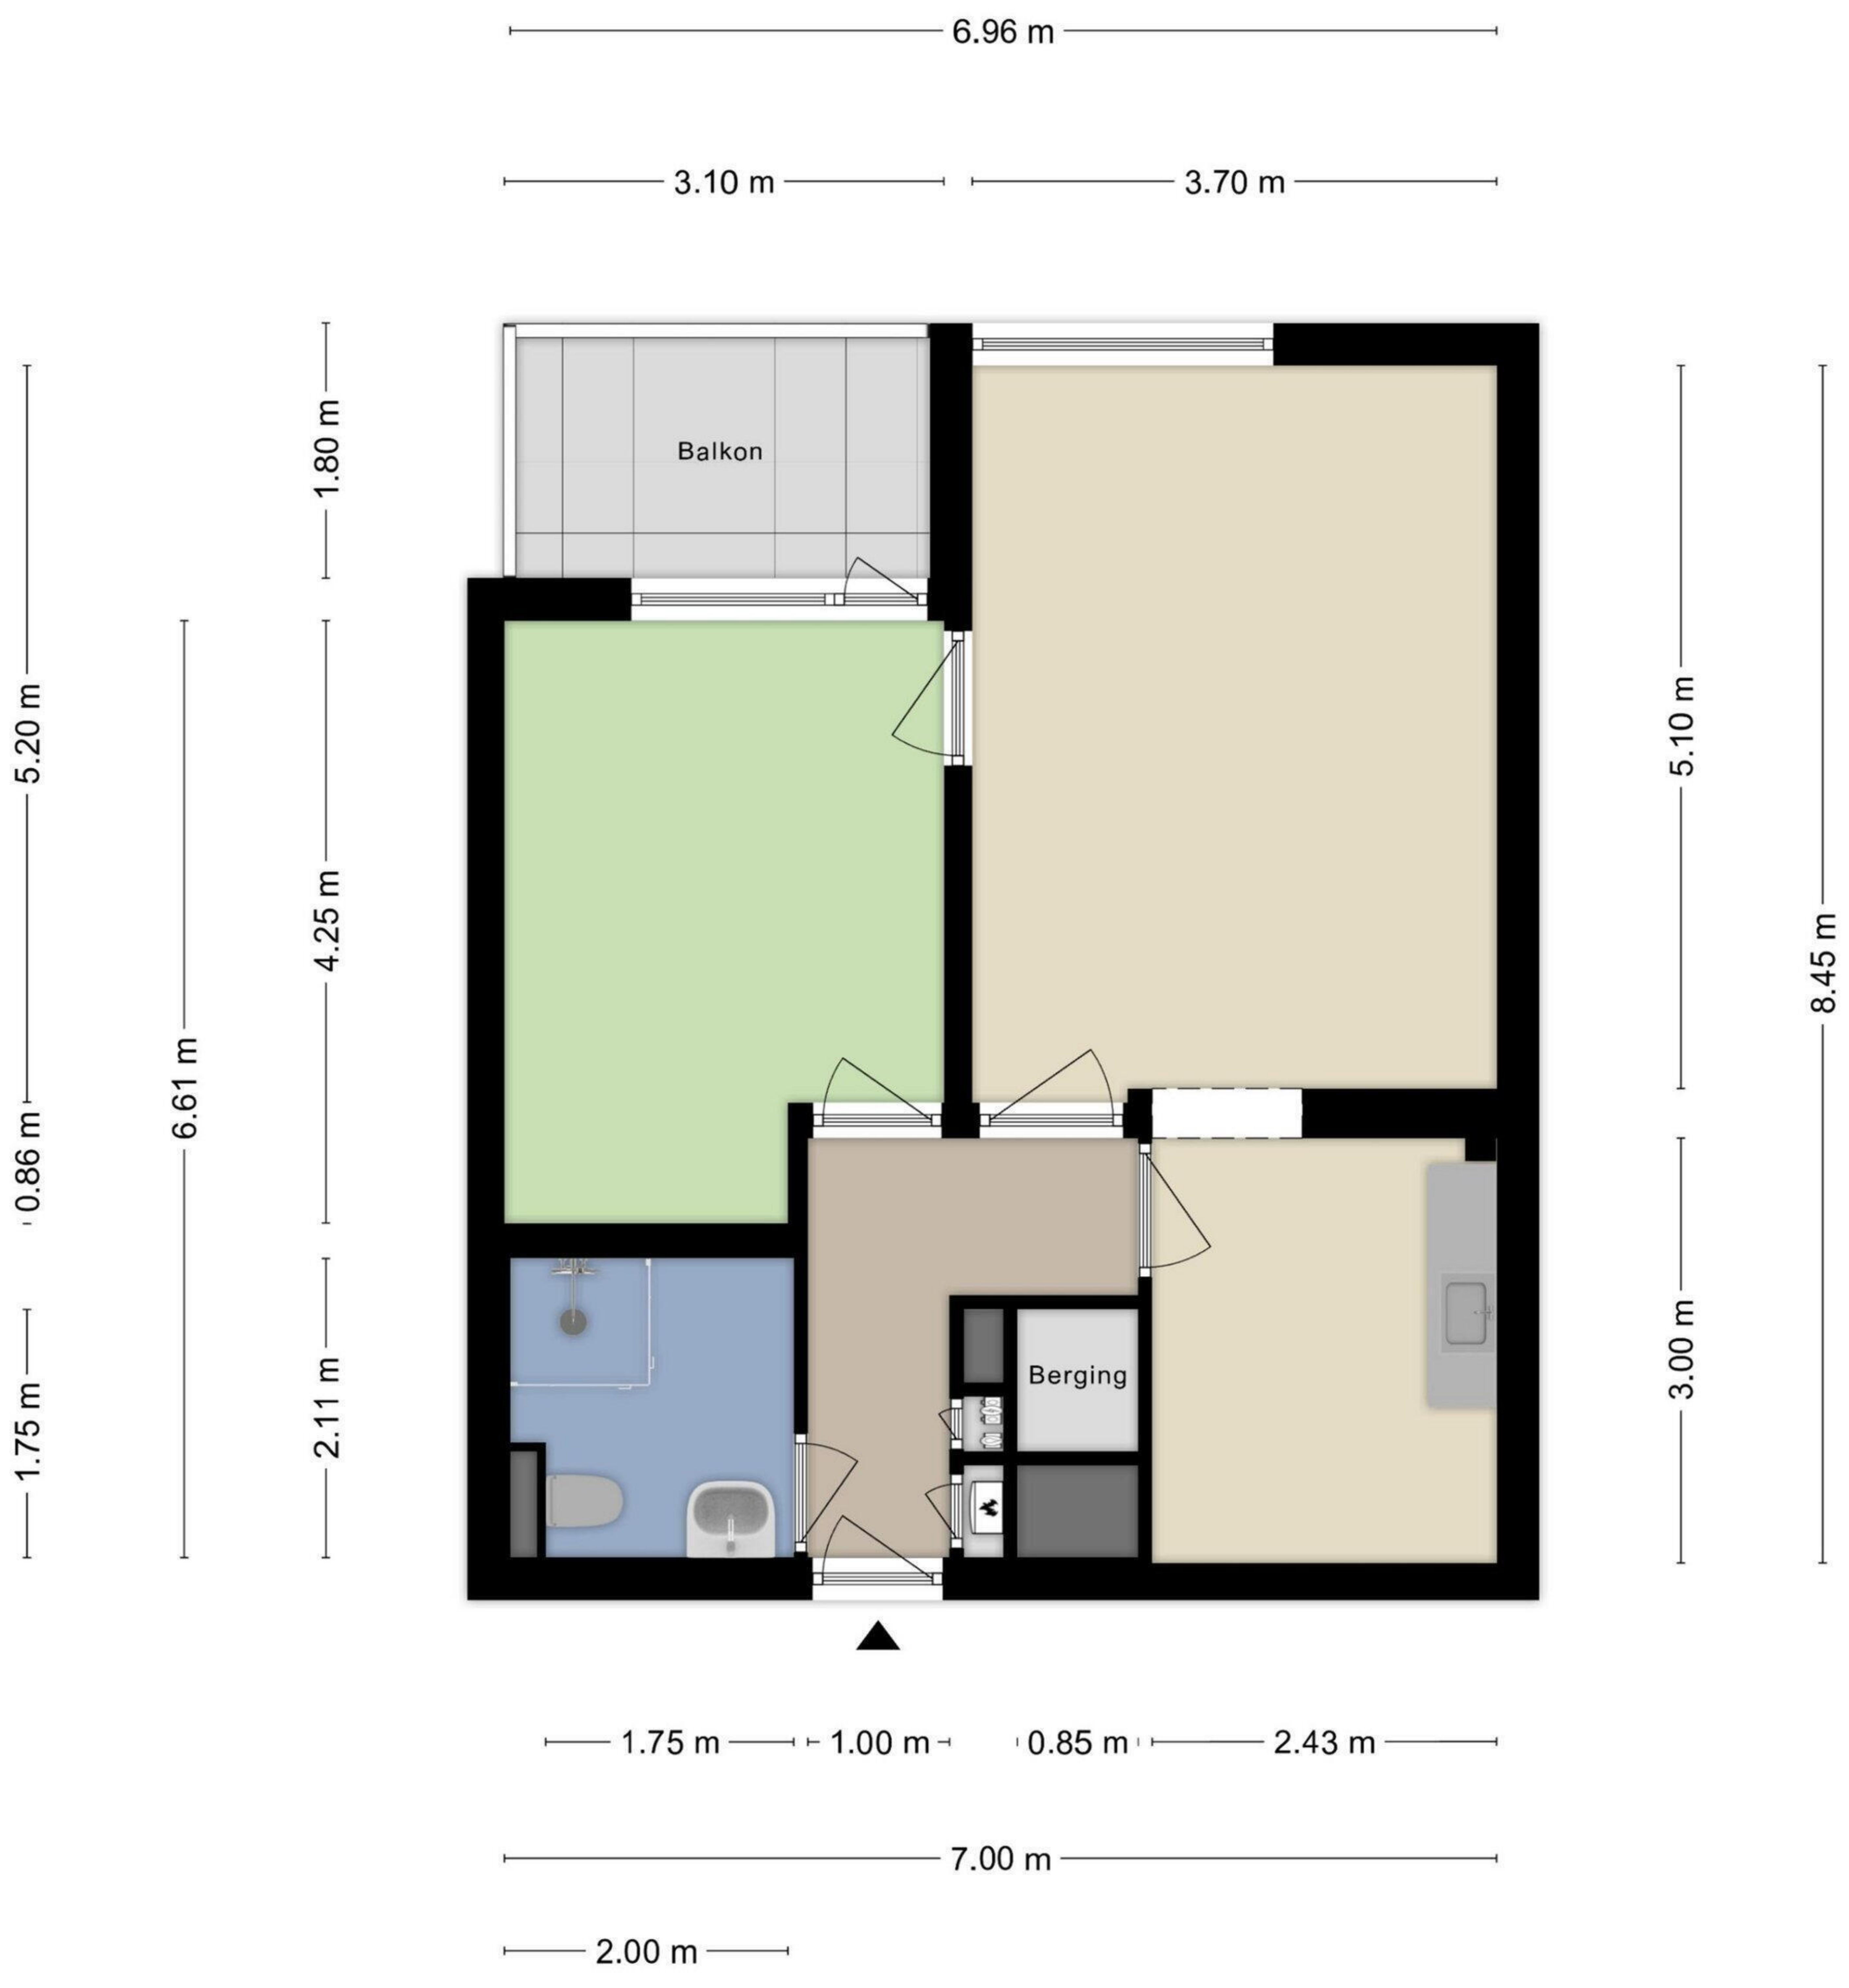 6.96 m
3.10 m
3.70 m
1.80 m
Balkon
5.20 m
5.10 m
4.25 m
8.45 m
6.61 m
0.86 m
3.00 m
Berging
2.11 m
1.75 m
1.75 m
1.00 m
0.85 m
2.43 m
7.00 m
2.00 m